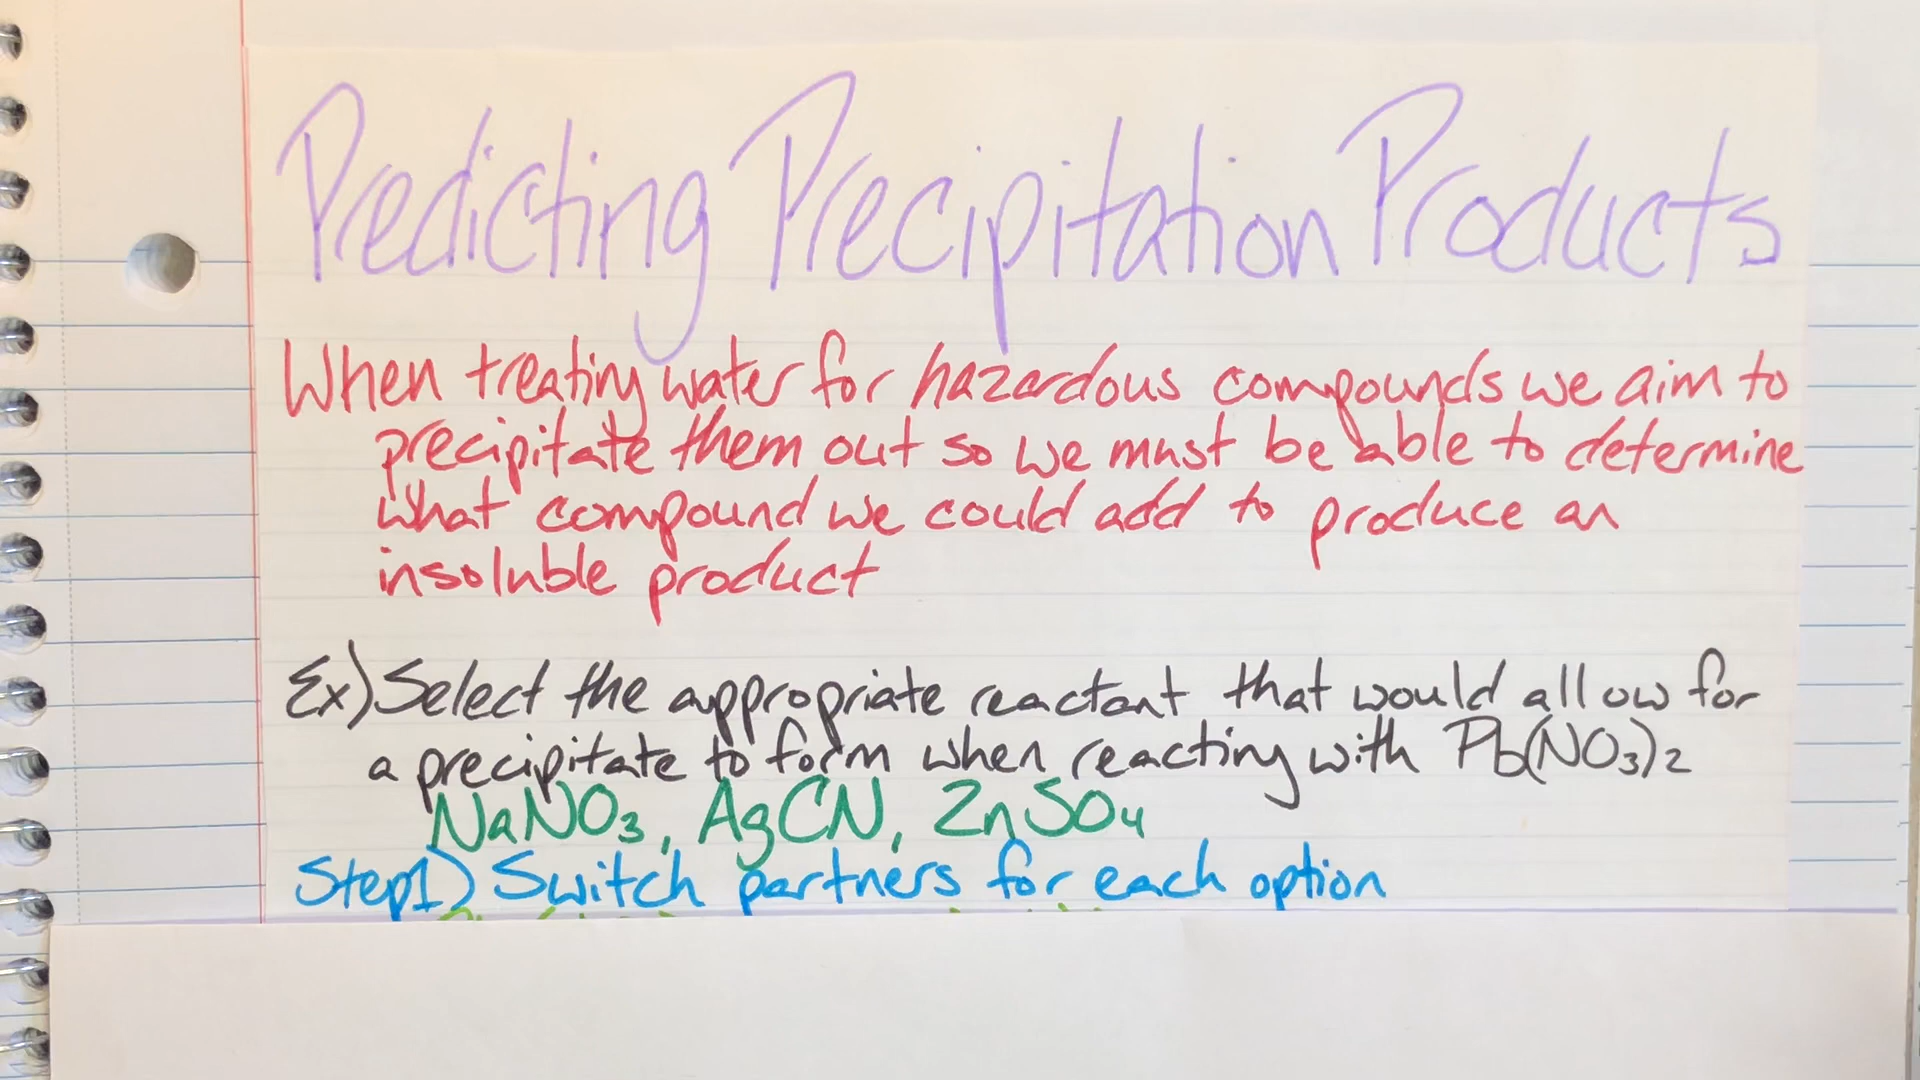 Predicting Precipitation Products
When treating water for hazardous compounds we aim to
precipitate them out so we must be able to determine
what compound we could add to produce an
insoluble product
Ex) Select the appropriate reactant that would allow for
a precipitate to form when reacting with Pb(NO₃)₂
NaNO₃, AgCN, ZnSO₄
Step1) Switch partners for each option